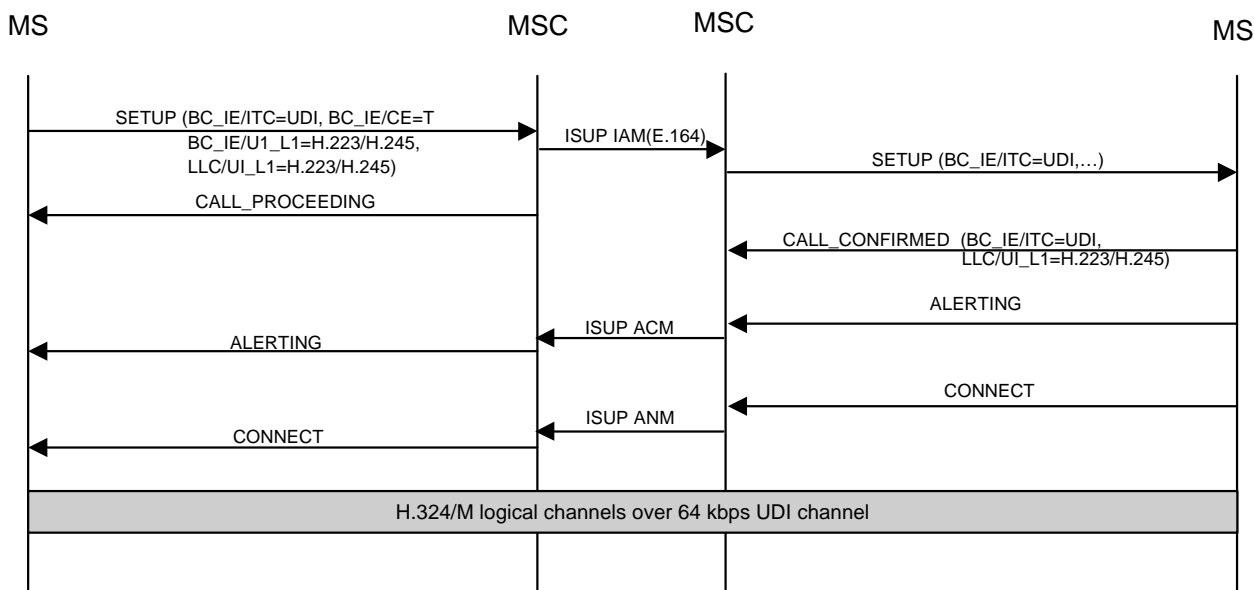 MS
MSC
MSC
MS
SETUP (BC_IE/ITC=UDI, BC_IE/CE=T
BC_IE/U1_L1=H.223/H.245,
LLC/UI_L1=H.223/H.245)
ISUP IAM(E.164)
SETUP (BC_IE/ITC=UDI,…)
CALL_PROCEEDING
CALL_CONFIRMED (BC_IE/ITC=UDI,
LLC/UI_L1=H.223/H.245)
ALERTING
ISUP ACM
ALERTING
CONNECT
ISUP ANM
CONNECT
H.324/M logical channels over 64 kbps UDI channel